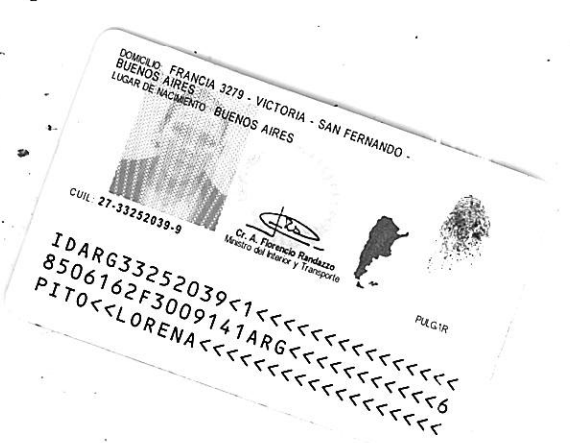 DOMICILIO: FRANCIA 3279 - VICTORIA - SAN FERNANDO -
BUENOS AIRES
LUGAR DE NACIMIENTO: BUENOS AIRES
CUIL: 27-33252039-9
Cr. A. Florencio Randazzo
Ministro del Interior y Transporte
PULGAR
IDARG33252039<1<<<<<<<<<<<<<<<
8506162F3009141ARG<<<<<<<<<<<6
PITO<<LORENA<<<<<<<<<<<<<<<<<<